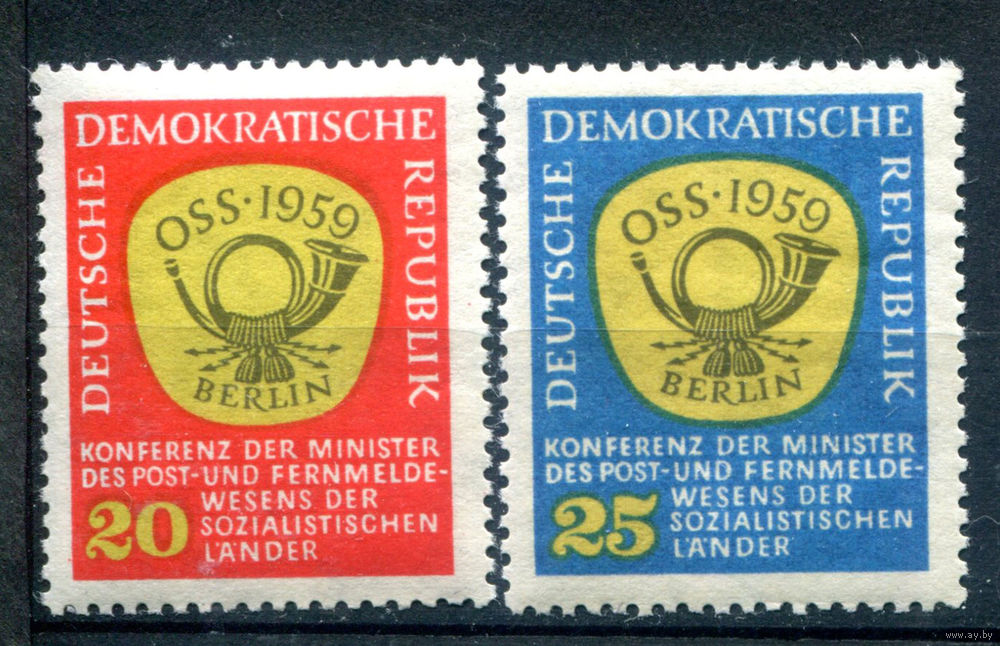 DEUTSCHE
DEMOKRATISCHE
REPUBLIK
OSS·1959
BERLIN
KONFERENZ DER MINISTER
DES POST- UND FERNMELDE-
WESENS DER
SOZIALISTISCHEN
LÄNDER
20
DEUTSCHE
DEMOKRATISCHE
REPUBLIK
OSS·1959
BERLIN
KONFERENZ DER MINISTER
DES POST- UND FERNMELDE-
WESENS DER
SOZIALISTISCHEN
LÄNDER
25
www.ay.by